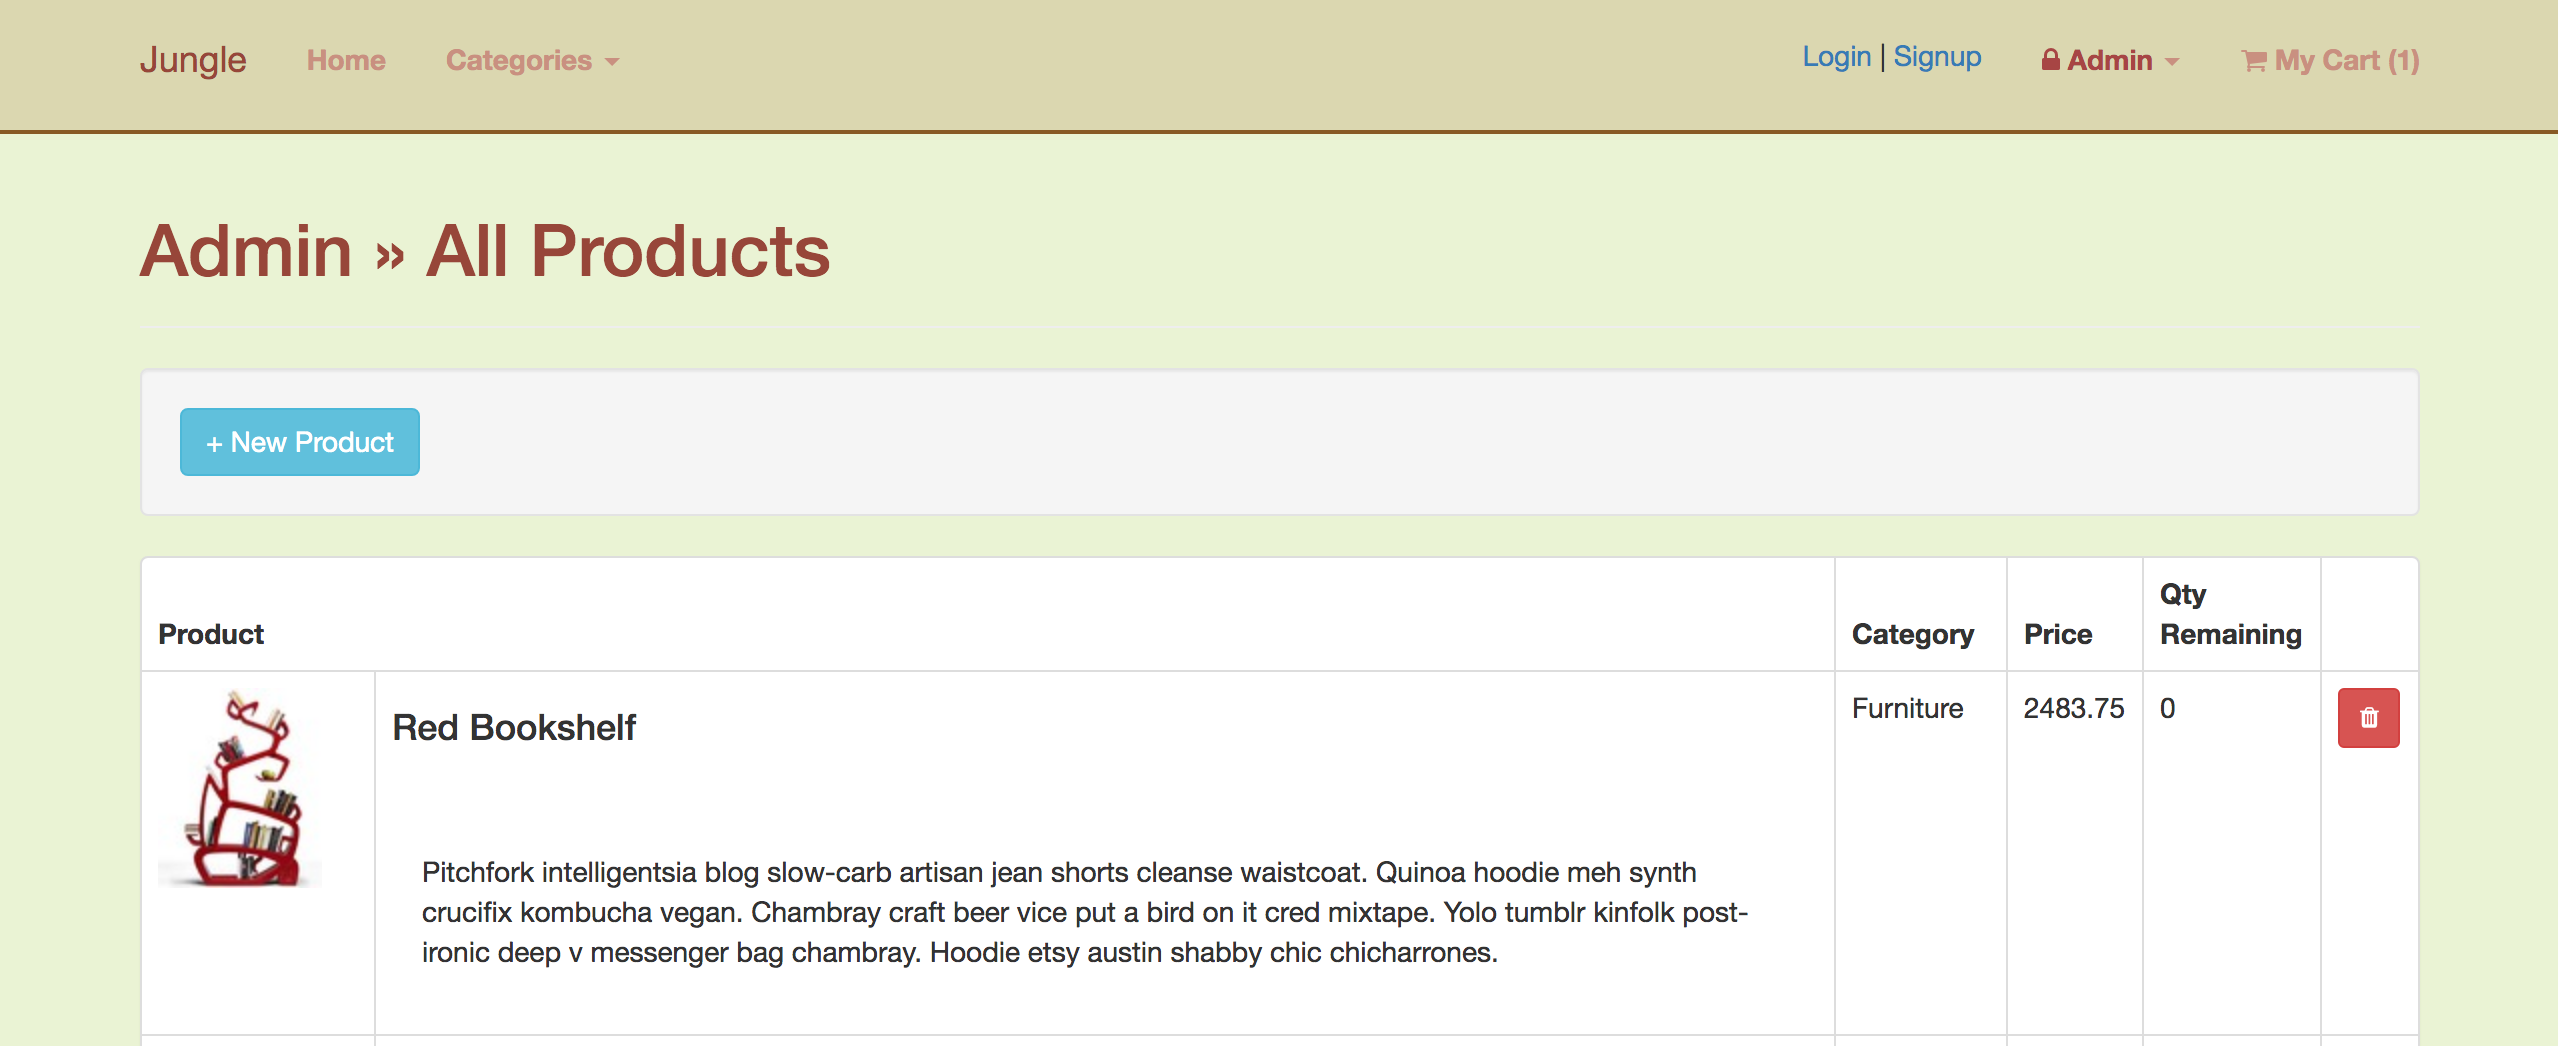 Jungle Home Categories Login | Signup Admin My Cart (1)
Admin » All Products
+ New Product
Product Category Price Qty Remaining
Red Bookshelf Furniture 2483.75 0
Pitchfork intelligentsia blog slow-carb artisan jean shorts cleanse waistcoat. Quinoa hoodie meh synth
crucifix kombucha vegan. Chambray craft beer vice put a bird on it cred mixtape. Yolo tumblr kinfolk post-
ironic deep v messenger bag chambray. Hoodie etsy austin shabby chic chicharrones.